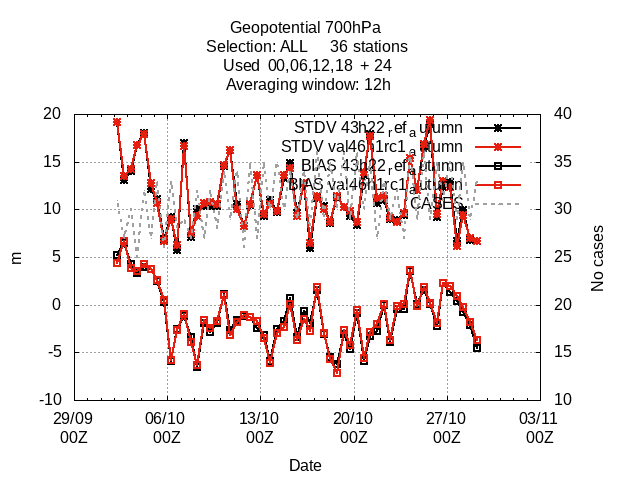 Geopotential 700hPa
Selection: ALL 36 stations
Used 00,06,12,18 + 24
Averaging window: 12h
STDV 43h22_ref_autumn
STDV val46h1rc1_autumn
BIAS 43h22_ref_autumn
BIAS val46h1rc1_autumn
CASES
20
15
10
5
0
-5
-10
m
40
35
30
25
20
15
10
No cases
29/09 00Z
06/10 00Z
13/10 00Z
20/10 00Z
27/10 00Z
03/11 00Z
Date